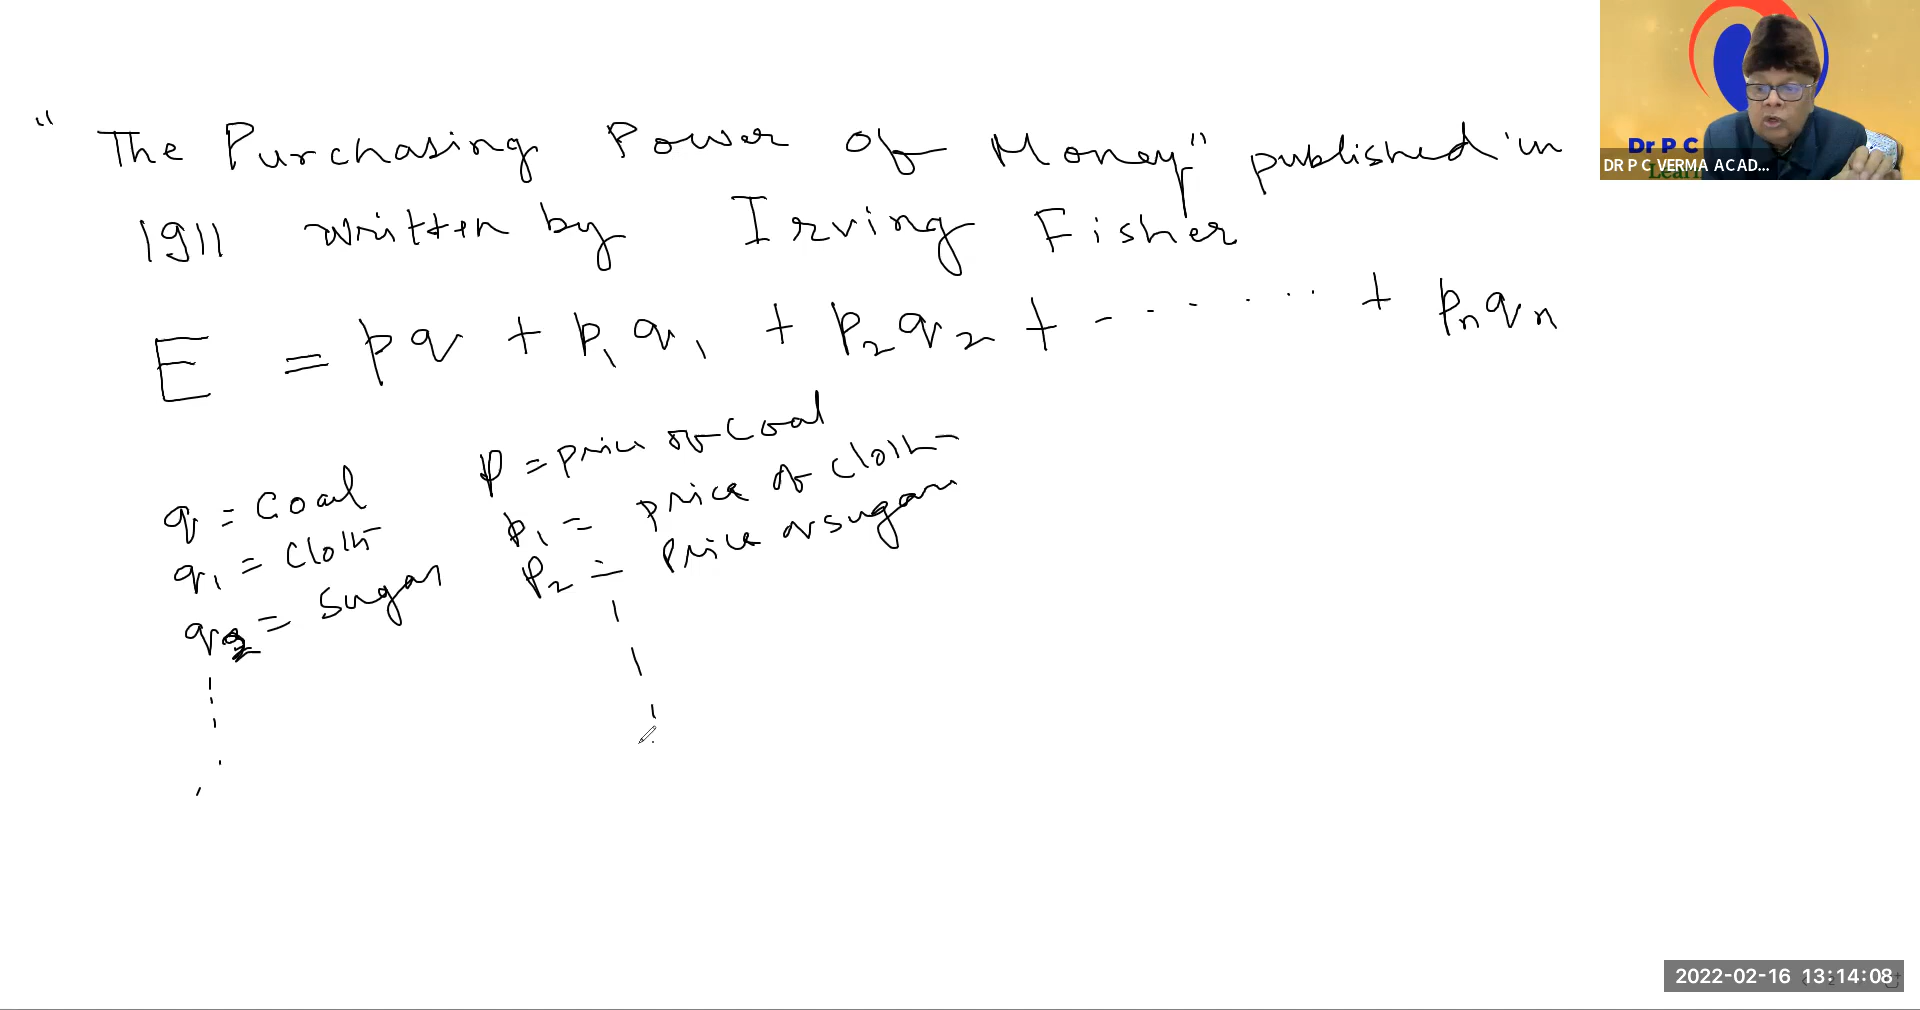 "The Purchasing Power of Money" published in
1911 written by Irving Fisher
E = pq + p₁q₁ + p₂q₂ + - ...... + pₙqₙ
q = Coal
q₁ = Cloth
q₂ = Sugar
p = price of Coal
p₁ = price of Cloth
p₂ = Price of sugar
Dr P C
DR P C VERMA ACAD...
Lear
2022-02-16 13:14:08